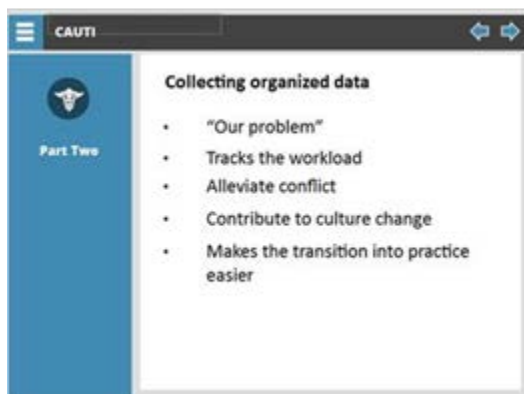 CAUTI
Part Two
Collecting organized data
• "Our problem"
• Tracks the workload
• Alleviate conflict
• Contribute to culture change
• Makes the transition into practice
easier